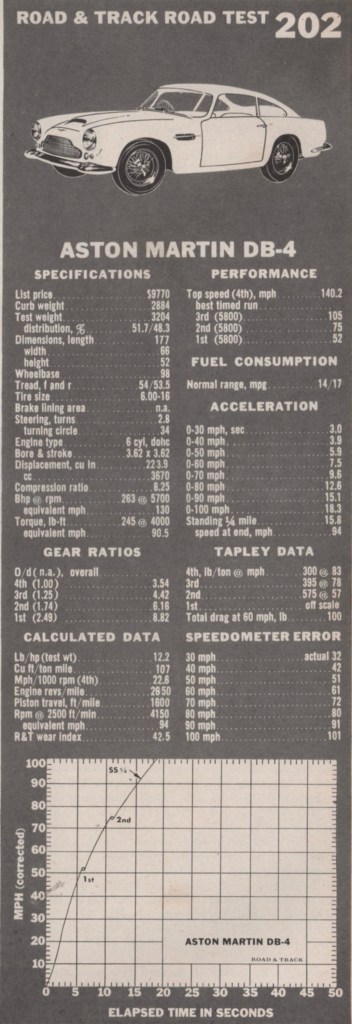 ROAD & TRACK ROAD TEST 202
ASTON MARTIN DB-4
SPECIFICATIONS
List price $9770
Curb weight 2884
Test weight 3204
distribution, % 51.7/48.3
Dimensions, length 177
width 66
height 52
Wheelbase 98
Tread, f and r 54/53.5
Tire size 6.00-16
Brake lining area n.a.
Steering, turns 2.8
turning circle 34
Engine type 6 cyl, dohc
Bore & stroke 3.62 x 3.62
Displacement, cu in 223.9
cc 3670
Compression ratio 8.25
Bhp @ rpm 263 @ 5700
equivalent mph 130
Torque, lb-ft 245 @ 4000
equivalent mph 90.5
GEAR RATIOS
O/d (n.a.), overall
4th (1.00) 3.54
3rd (1.25) 4.42
2nd (1.74) 6.16
1st (2.49) 8.82
CALCULATED DATA
Lb/hp (test wt) 12.2
Cu ft/ton mile 107
Mph/1000 rpm (4th) 22.6
Engine revs/mile 2650
Piston travel, ft/mile 1600
Rpm @ 2500 ft/min 4150
equivalent mph 94
R&T wear index 42.5
PERFORMANCE
Top speed (4th), mph 140.2
best timed run
3rd (5800) 105
2nd (5800) 75
1st (5800) 52
FUEL CONSUMPTION
Normal range, mpg 14/17
ACCELERATION
0-30 mph, sec 3.0
0-40 mph 3.9
0-50 mph 5.9
0-60 mph 7.5
0-70 mph 9.6
0-80 mph 12.6
0-90 mph 15.1
0-100 mph 18.3
Standing ¼ mile 15.8
speed at end, mph 94
TAPLEY DATA
4th, lb/ton @ mph 300 @ 83
3rd 395 @ 78
2nd 575 @ 57
1st off scale
Total drag at 60 mph, lb 100
SPEEDOMETER ERROR
30 mph actual 32
40 mph 42
50 mph 51
60 mph 61
70 mph 72
80 mph 80
90 mph 91
100 mph 101
100
90
80
70
60
50
40
30
20
10
MPH (corrected)
SS ¼
2nd
1st
ASTON MARTIN DB-4
ROAD & TRACK
0 5 10 15 20 25 30 35 40 45 50
ELAPSED TIME IN SECONDS